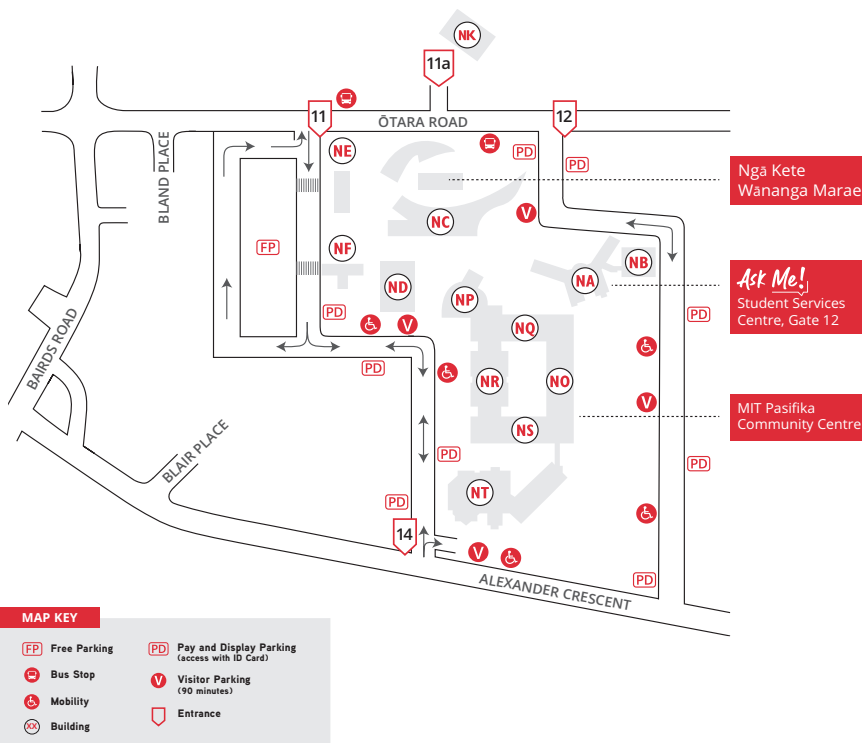 NK
11a
11
12
ŌTARA ROAD
NE
PD
PD
BLAND PLACE
Ngā Kete
Wānanga Marae
V
NC
FP
NF
NB
NA
Ask Me!
Student Services
Centre, Gate 12
ND
NP
PD
V
NQ
PD
BAIRDS ROAD
PD
NR
NO
V
MIT Pasifika
Community Centre
NS
BLAIR PLACE
PD
PD
NT
PD
14
V
PD
ALEXANDER CRESCENT
MAP KEY
FP Free Parking
Bus Stop
Mobility
XX Building
PD Pay and Display Parking
(access with ID Card)
V Visitor Parking
(90 minutes)
Entrance